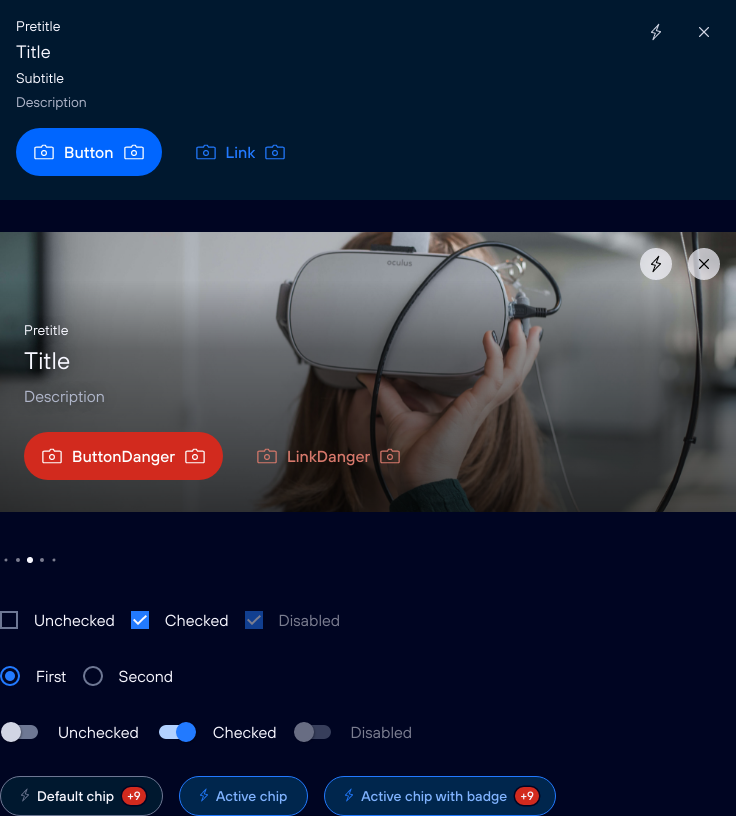 Pretitle
Title
Subtitle
Description
Button Link
oculus
Pretitle
Title
Description
ButtonDanger LinkDanger
Unchecked Checked Disabled
First Second
Unchecked Checked Disabled
Default chip +9 Active chip Active chip with badge +9